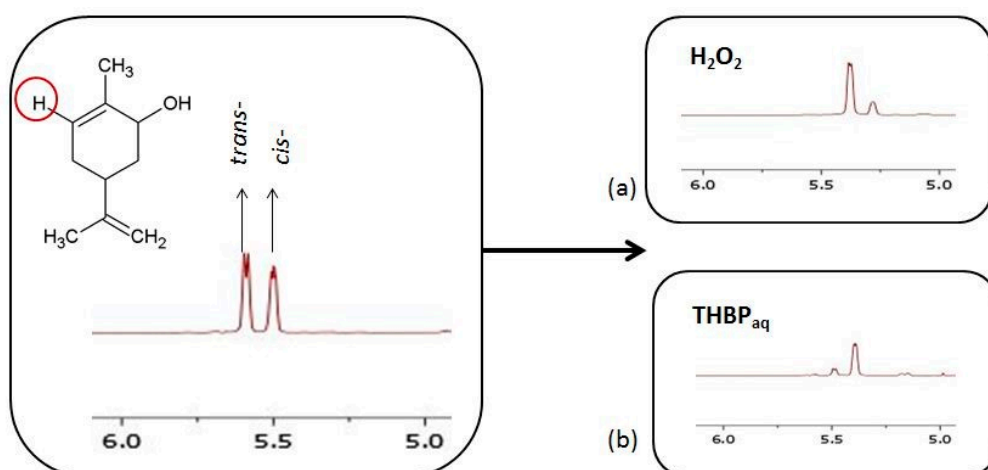 CH₃
H
OH
trans-
cis-
H₃C
CH₂
6.0 5.5 5.0
H₂O₂
6.0 5.5 5.0
(a)
THBPaq
6.0 5.5 5.0
(b)